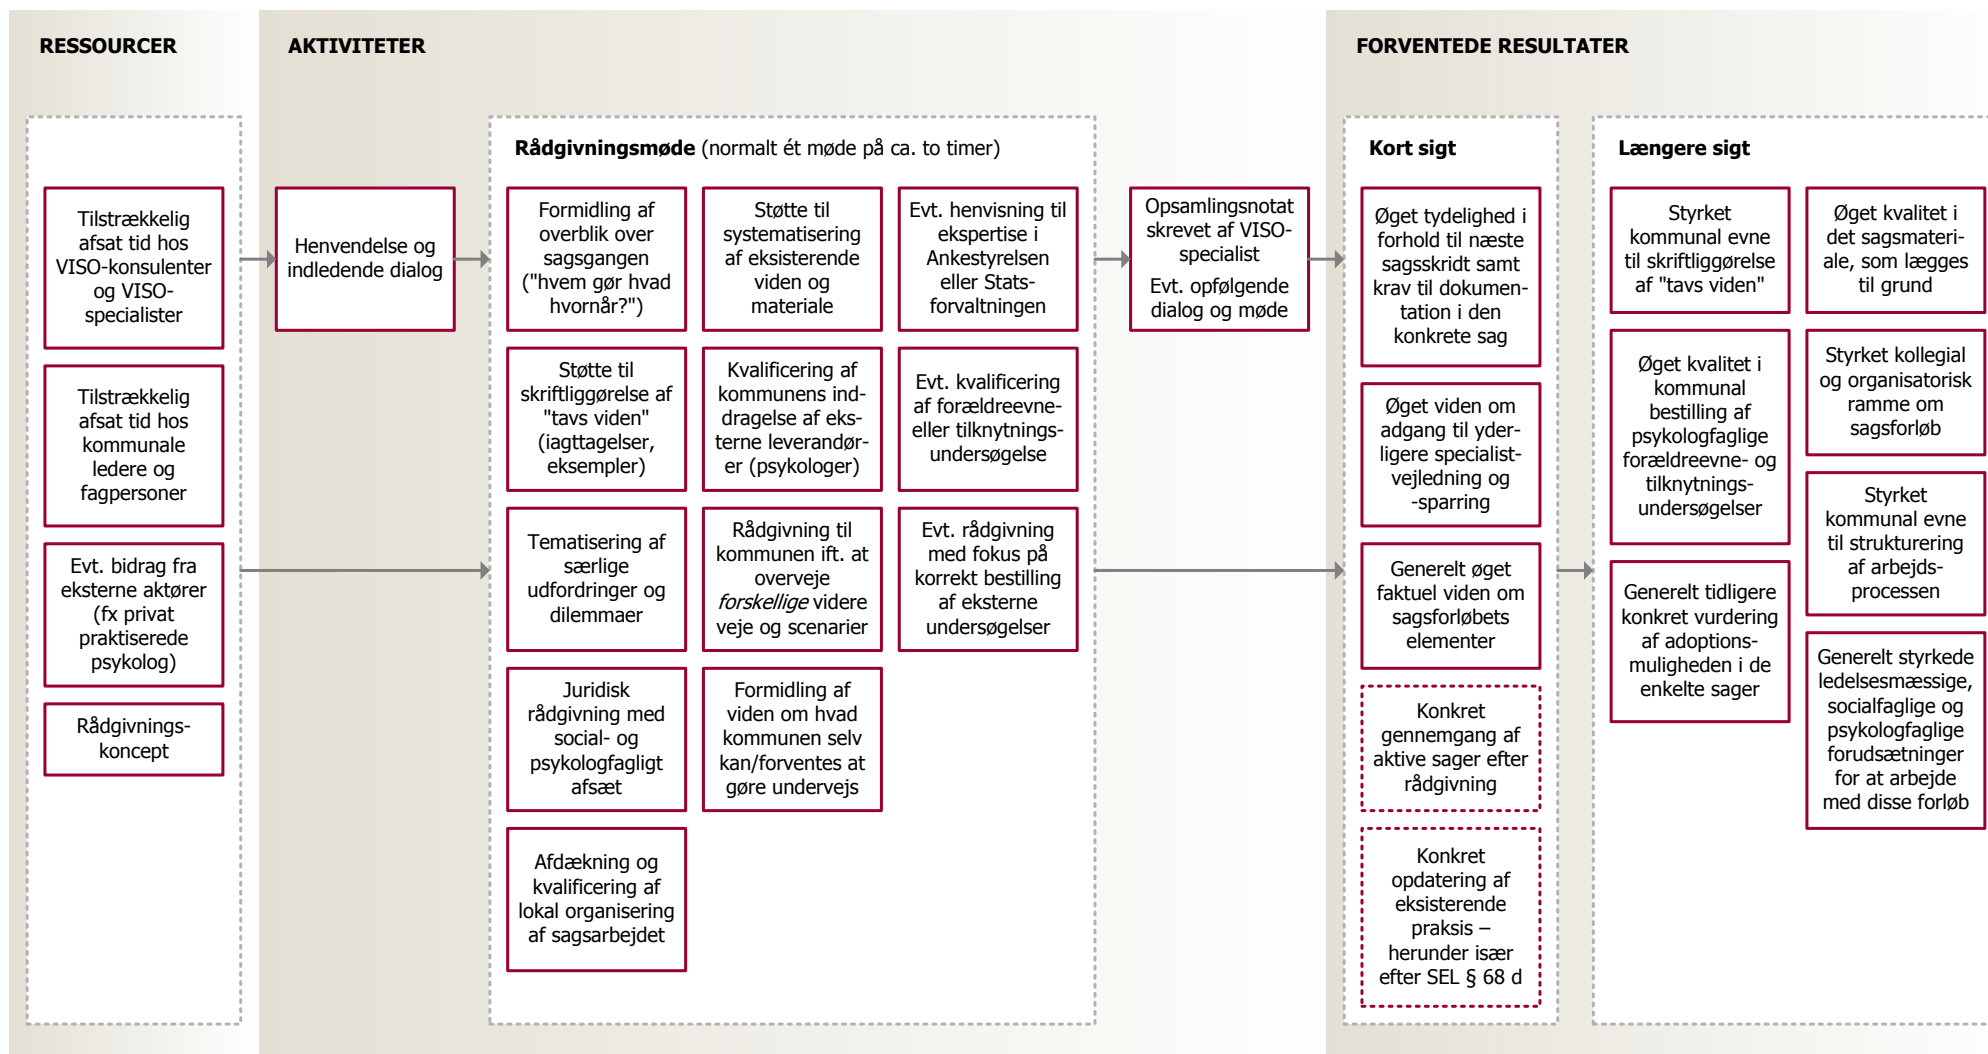 RESSOURCER
AKTIVITETER
FORVENTEDE RESULTATER
Tilstrækkelig
afsat tid hos
VISO-konsulenter
og VISO-
specialister
Tilstrækkelig
afsat tid hos
kommunale
ledere og
fagpersoner
Evt. bidrag fra
eksterne aktører
(fx privat
praktiserede
psykolog)
Rådgivnings-
koncept
Henvendelse og
indledende dialog
Rådgivningsmøde (normalt ét møde på ca. to timer)
Formidling af
overblik over
sagsgangen
("hvem gør hvad
hvornår?")
Støtte til
systematisering
af eksisterende
viden og
materiale
Evt. henvisning til
ekspertise i
Ankestyrelsen
eller Stats-
forvaltningen
Støtte til
skriftliggørelse af
"tavs viden"
(iagttagelser,
eksempler)
Kvalificering af
kommunens ind-
dragelse af eks-
terne leverandør-
er (psykologer)
Evt. kvalificering
af forældreevne-
eller tilknytnings-
undersøgelse
Tematisering af
særlige
udfordringer og
dilemmaer
Rådgivning til
kommunen ift. at
overveje
forskellige videre
veje og scenarier
Evt. rådgivning
med fokus på
korrekt bestilling
af eksterne
undersøgelser
Juridisk
rådgivning med
social- og
psykologfagligt
afsæt
Formidling af
viden om hvad
kommunen selv
kan/forventes at
gøre undervejs
Afdækning og
kvalificering af
lokal organisering
af sagsarbejdet
Opsamlingsnotat
skrevet af VISO-
specialist
Evt. opfølgende
dialog og møde
Kort sigt
Øget tydelighed i
forhold til næste
sagsskridt samt
krav til dokumen-
tation i den
konkrete sag
Øget viden om
adgang til yder-
ligere specialist-
vejledning og
-sparring
Generelt øget
faktuel viden om
sagsforløbets
elementer
Konkret
gennemgang af
aktive sager efter
rådgivning
Konkret
opdatering af
eksisterende
praksis –
herunder især
efter SEL § 68 d
Længere sigt
Styrket
kommunal evne
til skriftliggørelse
af "tavs viden"
Øget kvalitet i
kommunal
bestilling af
psykologfaglige
forældreevne- og
tilknytnings-
undersøgelser
Generelt tidligere
konkret vurdering
af adoptions-
muligheden i de
enkelte sager
Øget kvalitet i
det sagsmateri-
ale, som lægges
til grund
Styrket kollegial
og organisatorisk
ramme om
sagsforløb
Styrket
kommunal evne
til strukturering
af arbejds-
processen
Generelt styrkede
ledelsesmæssige,
socialfaglige og
psykologfaglige
forudsætninger
for at arbejde
med disse forløb